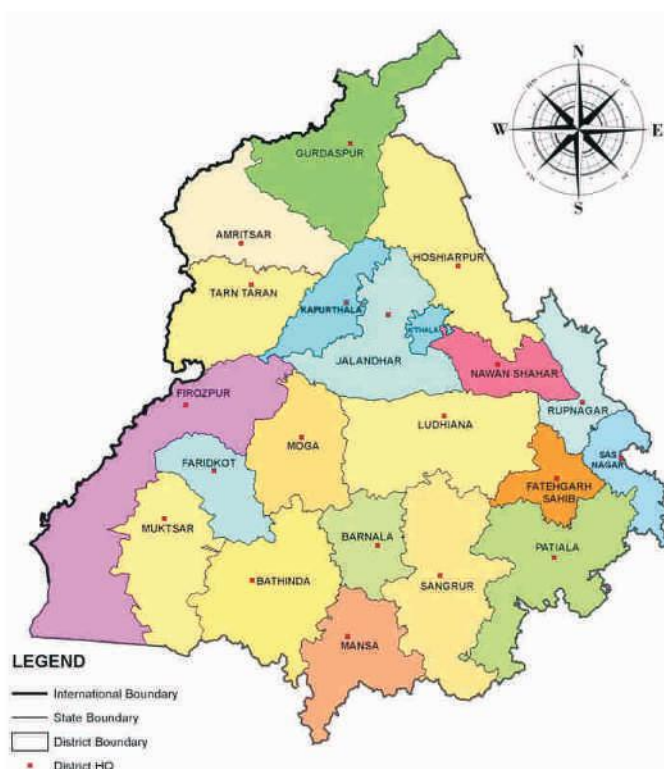 N
W
E
S
GURDASPUR
AMRITSAR
HOSHIARPUR
TARN TARAN
KAPURTHALA
JALANDHAR
NAWAN SHAHAR
FIROZPUR
RUPNAGAR
LUDHIANA
MOGA
SAS
NAGAR
FARIDKOT
FATEHGARH
SAHIB
MUKTSAR
BARNALA
PATIALA
BATHINDA
SANGRUR
MANSA
LEGEND
International Boundary
State Boundary
District Boundary
District HQ